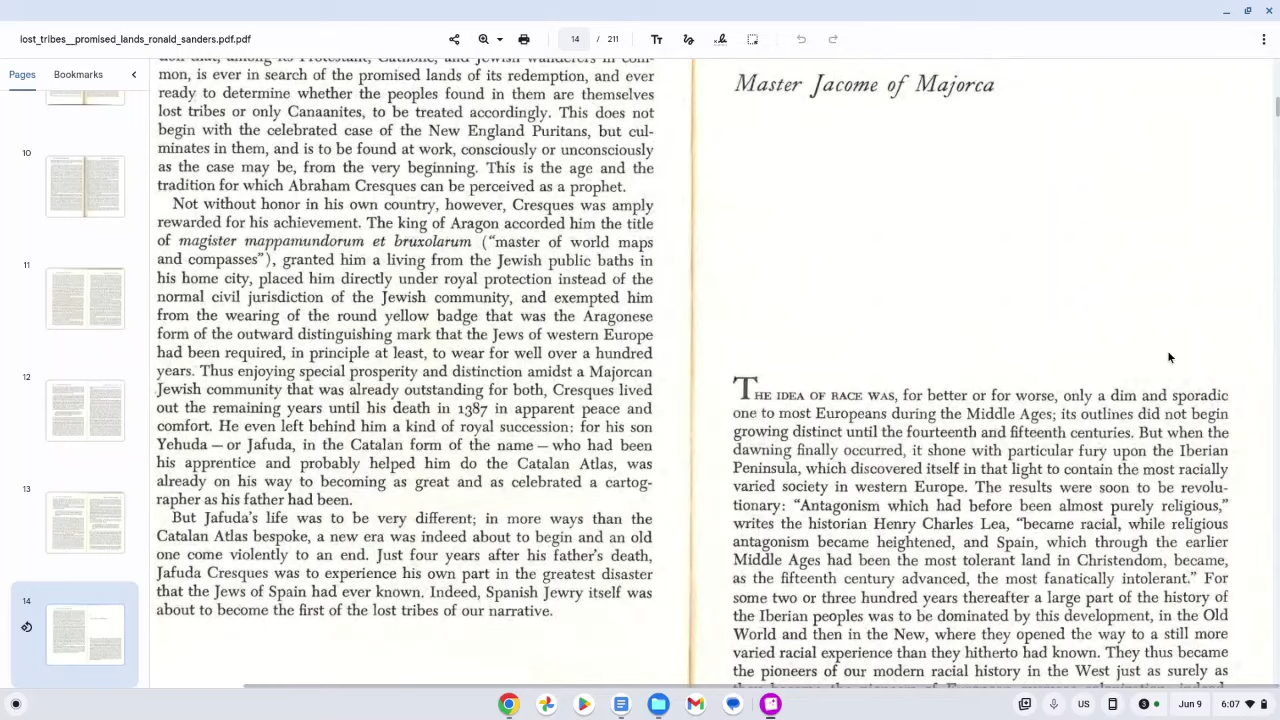 lost_tribes__promised_lands_ronald_sanders.pdf.pdf
14 / 211
Pages
Bookmarks
10
11
12
13
14
mon, is ever in search of the promised lands of its redemption, and ever
ready to determine whether the peoples found in them are themselves
lost tribes or only Canaanites, to be treated accordingly. This does not
begin with the celebrated case of the New England Puritans, but cul-
minates in them, and is to be found at work, consciously or unconsciously
as the case may be, from the very beginning. This is the age and the
tradition for which Abraham Cresques can be perceived as a prophet.
Not without honor in his own country, however, Cresques was amply
rewarded for his achievement. The king of Aragon accorded him the title
of magister mappamundorum et bruxolarum (“master of world maps
and compasses”), granted him a living from the Jewish public baths in
his home city, placed him directly under royal protection instead of the
normal civil jurisdiction of the Jewish community, and exempted him
from the wearing of the round yellow badge that was the Aragonese
form of the outward distinguishing mark that the Jews of western Europe
had been required, in principle at least, to wear for well over a hundred
years. Thus enjoying special prosperity and distinction amidst a Majorcan
Jewish community that was already outstanding for both, Cresques lived
out the remaining years until his death in 1387 in apparent peace and
comfort. He even left behind him a kind of royal succession: for his son
Yehuda — or Jafuda, in the Catalan form of the name — who had been
his apprentice and probably helped him do the Catalan Atlas, was
already on his way to becoming as great and as celebrated a cartog-
rapher as his father had been.
But Jafuda's life was to be very different; in more ways than the
Catalan Atlas bespoke, a new era was indeed about to begin and an old
one come violently to an end. Just four years after his father's death,
Jafuda Cresques was to experience his own part in the greatest disaster
that the Jews of Spain had ever known. Indeed, Spanish Jewry itself was
about to become the first of the lost tribes of our narrative.
Master Jacome of Majorca
THE IDEA OF RACE WAS, for better or for worse, only a dim and sporadic
one to most Europeans during the Middle Ages; its outlines did not begin
growing distinct until the fourteenth and fifteenth centuries. But when the
dawning finally occurred, it shone with particular fury upon the Iberian
Peninsula, which discovered itself in that light to contain the most racially
varied society in western Europe. The results were soon to be revolu-
tionary: “Antagonism which had before been almost purely religious,”
writes the historian Henry Charles Lea, “became racial, while religious
antagonism became heightened, and Spain, which through the earlier
Middle Ages had been the most tolerant land in Christendom, became,
as the fifteenth century advanced, the most fanatically intolerant.” For
some two or three hundred years thereafter a large part of the history of
the Iberian peoples was to be dominated by this development, in the Old
World and then in the New, where they opened the way to a still more
varied racial experience than they hitherto had known. They thus became
the pioneers of our modern racial history in the West just as surely as
US
3
Jun 9
6:07